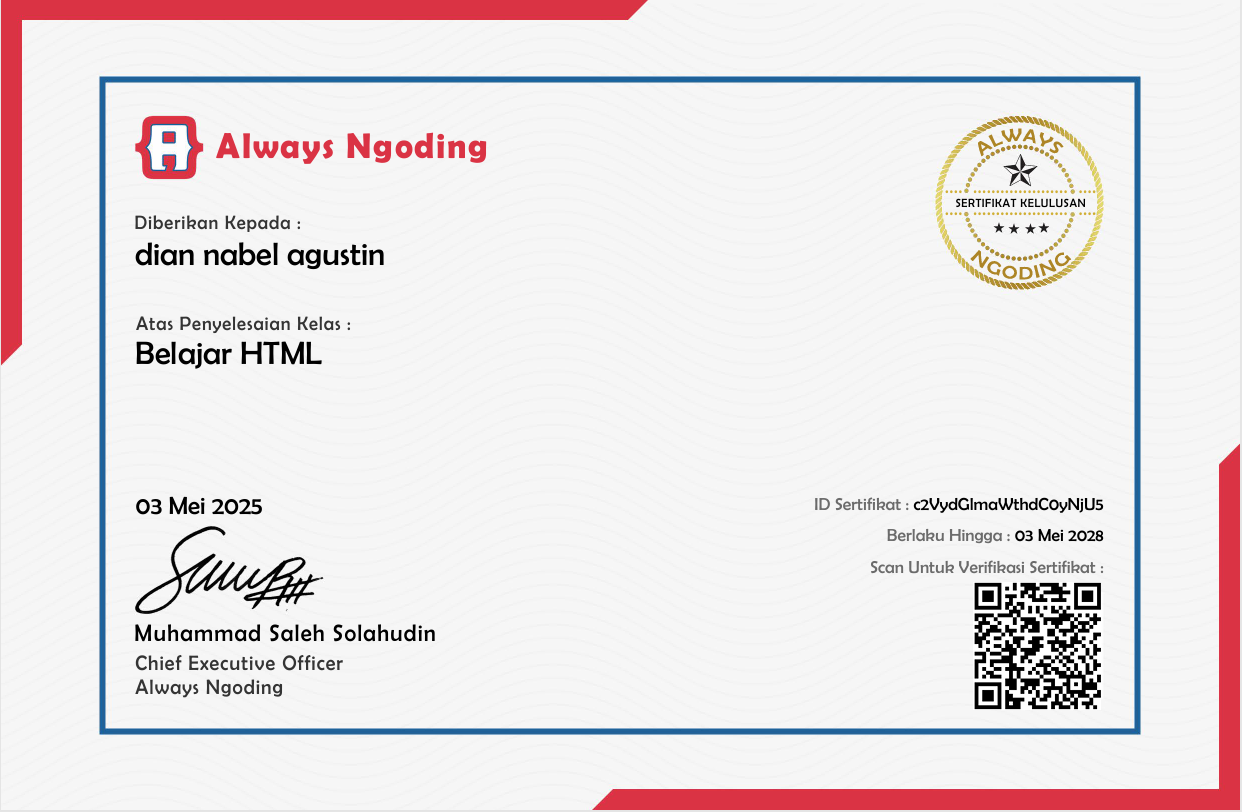 Always Ngoding
ALWAYS
SERTIFIKAT KELULUSAN
NGODING
Diberikan Kepada :
dian nabel agustin
Atas Penyelesaian Kelas :
Belajar HTML
03 Mei 2025
Muhammad Saleh Solahudin
Chief Executive Officer
Always Ngoding
ID Sertifikat : c2VydGlmaWthdC0yNjU5
Berlaku Hingga : 03 Mei 2028
Scan Untuk Verifikasi Sertifikat :